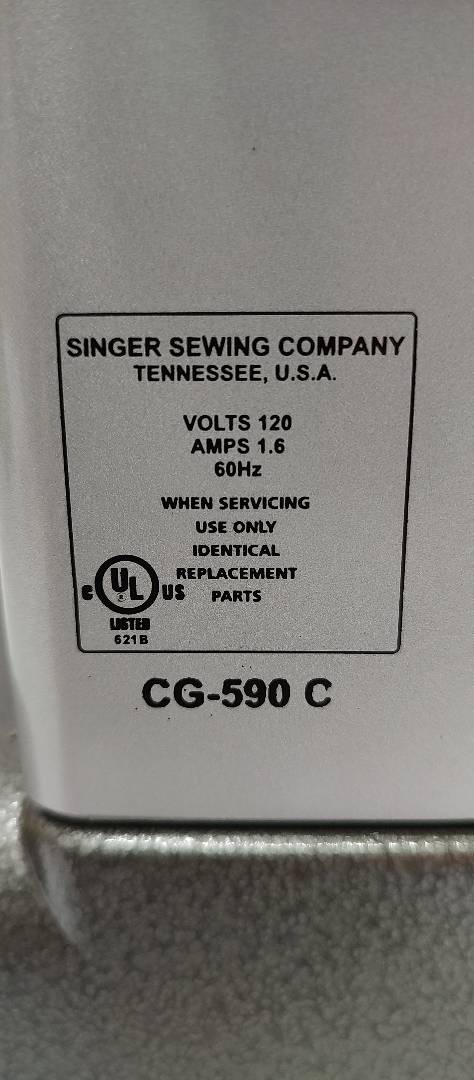 SINGER SEWING COMPANY
TENNESSEE, U.S.A.
VOLTS 120
AMPS 1.6
60Hz
WHEN SERVICING
USE ONLY
IDENTICAL
REPLACEMENT
PARTS
c UL ® US
LISTED
621B
CG-590 C